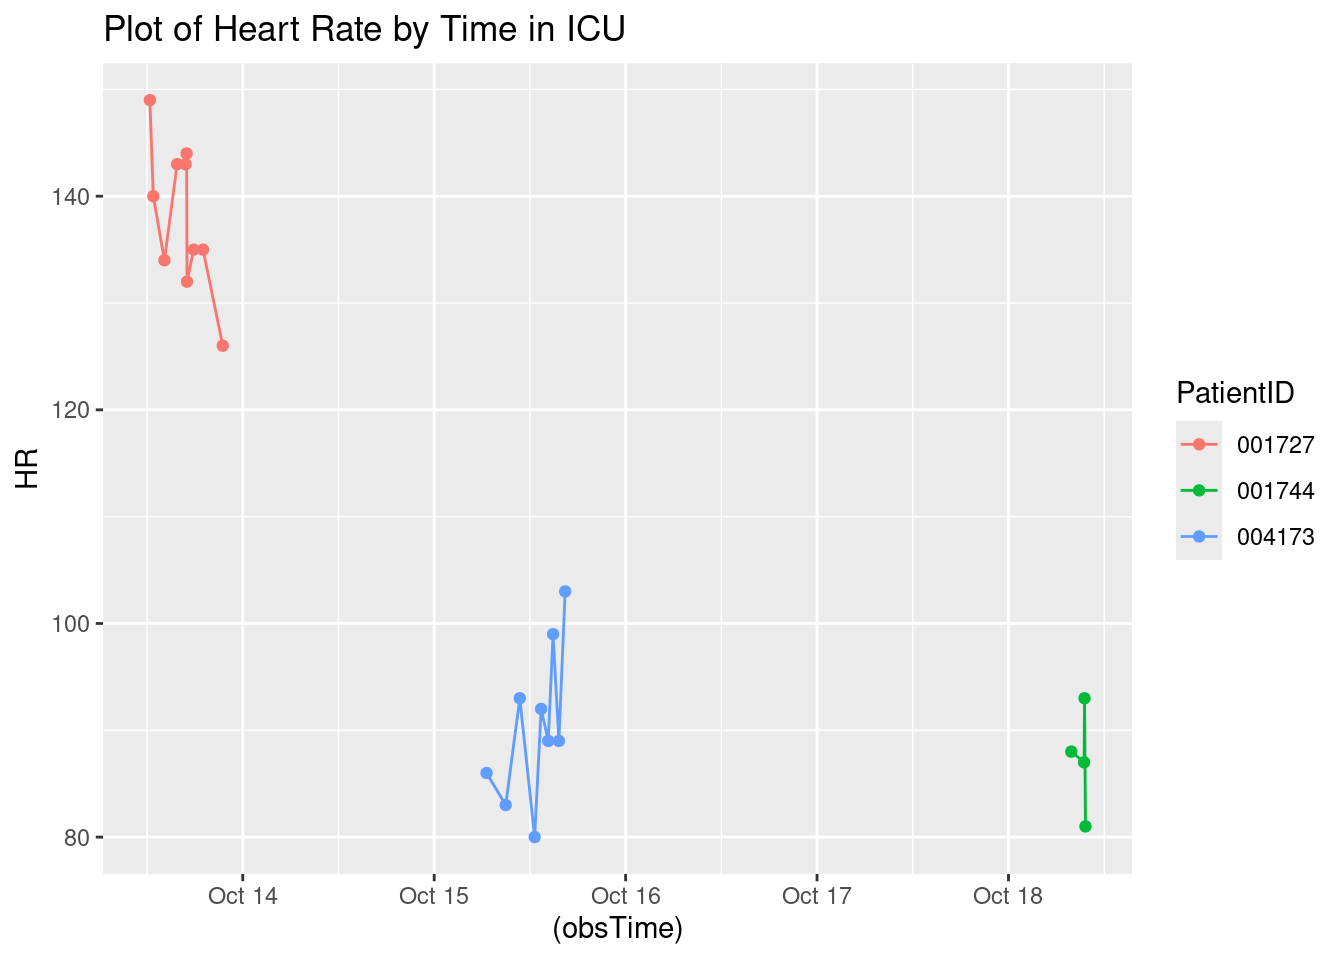 Plot of Heart Rate by Time in ICU
140
120
100
80
HR
Oct 14
Oct 15
Oct 16
Oct 17
Oct 18
(obsTime)
PatientID
001727
001744
004173